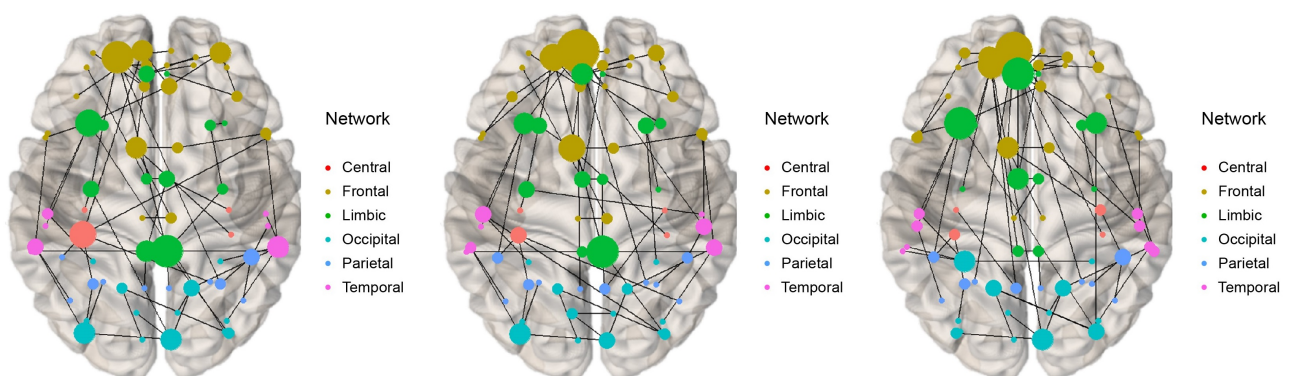 Network
Central
Frontal
Limbic
Occipital
Parietal
Temporal
Network
Central
Frontal
Limbic
Occipital
Parietal
Temporal
Network
Central
Frontal
Limbic
Occipital
Parietal
Temporal